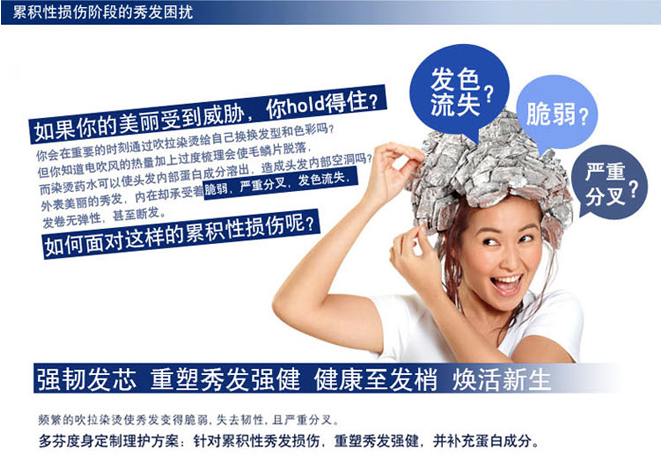 累积性损伤阶段的秀发困扰
如果你的美丽受到威胁，你hold得住？
你会在重要的时刻通过吹拉染烫给自己换换发型和色彩吗？
但你知道电吹风的热量加上过度梳理会使毛鳞片脱落，
而染烫药水可以使头发内部蛋白成分溶出，造成头发内部空洞吗？
外表美丽的秀发，内在却承受着脆弱，严重分叉，发色流失，
发卷无弹性，甚至断发。
如何面对这样的累积性损伤呢？
发色
流失？
脆弱？
严重
分叉？
强韧发芯 重塑秀发强健 健康至发梢 焕活新生
频繁的吹拉染烫使秀发变得脆弱，失去韧性，且严重分叉。
多芬度身定制理护方案：针对累积性秀发损伤，重塑秀发强健，并补充蛋白成分。